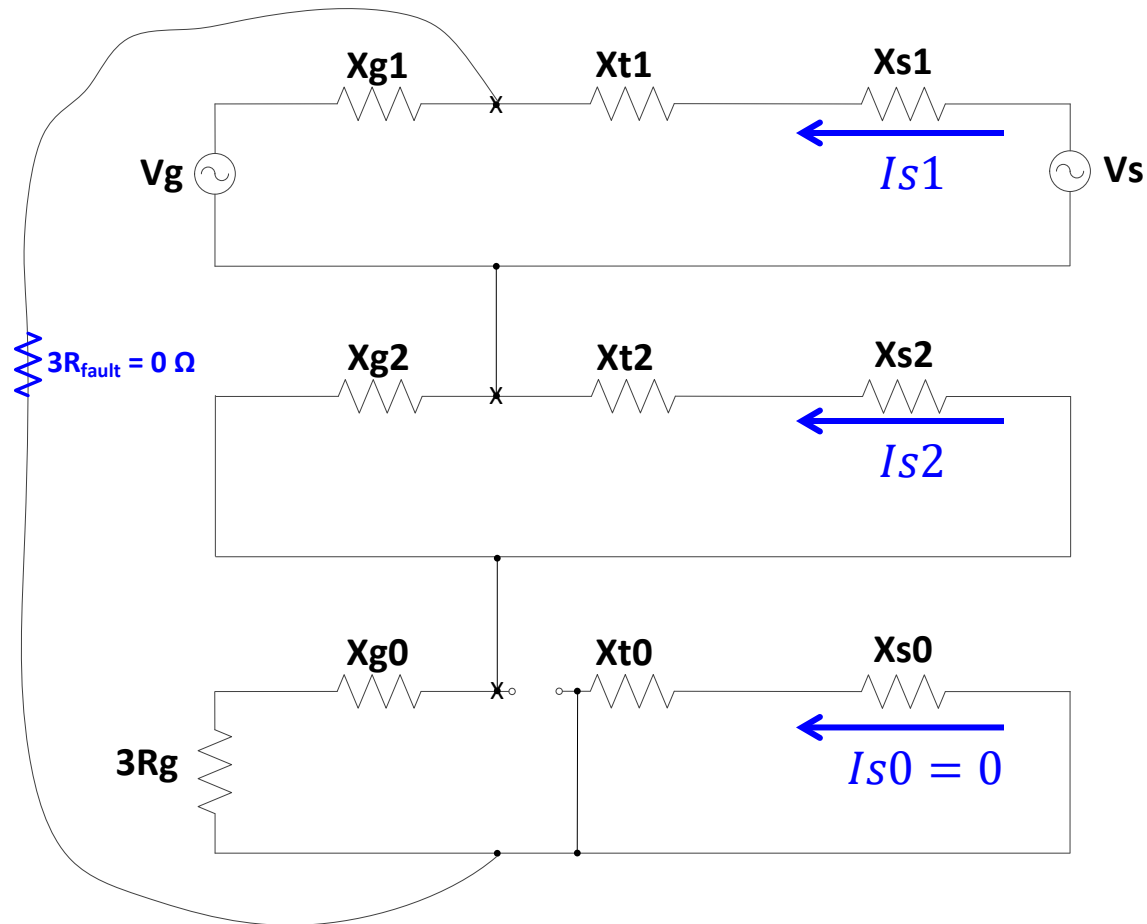 Xg1
Xt1
Xs1
Vg
Is1
Vs
3Rfault = 0 Ω
Xg2
Xt2
Xs2
Is2
Xg0
Xt0
Xs0
3Rg
Is0 = 0